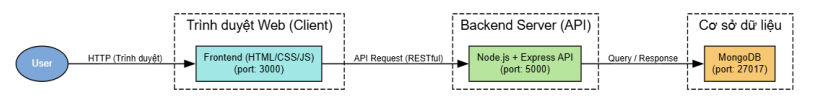 Trình duyệt Web (Client)
Backend Server (API)
Cơ sở dữ liệu
User
HTTP (Trình duyệt)
Frontend (HTML/CSS/JS)
(port: 3000)
API Request (RESTful)
Node.js + Express API
(port: 5000)
Query / Response
MongoDB
(port: 27017)